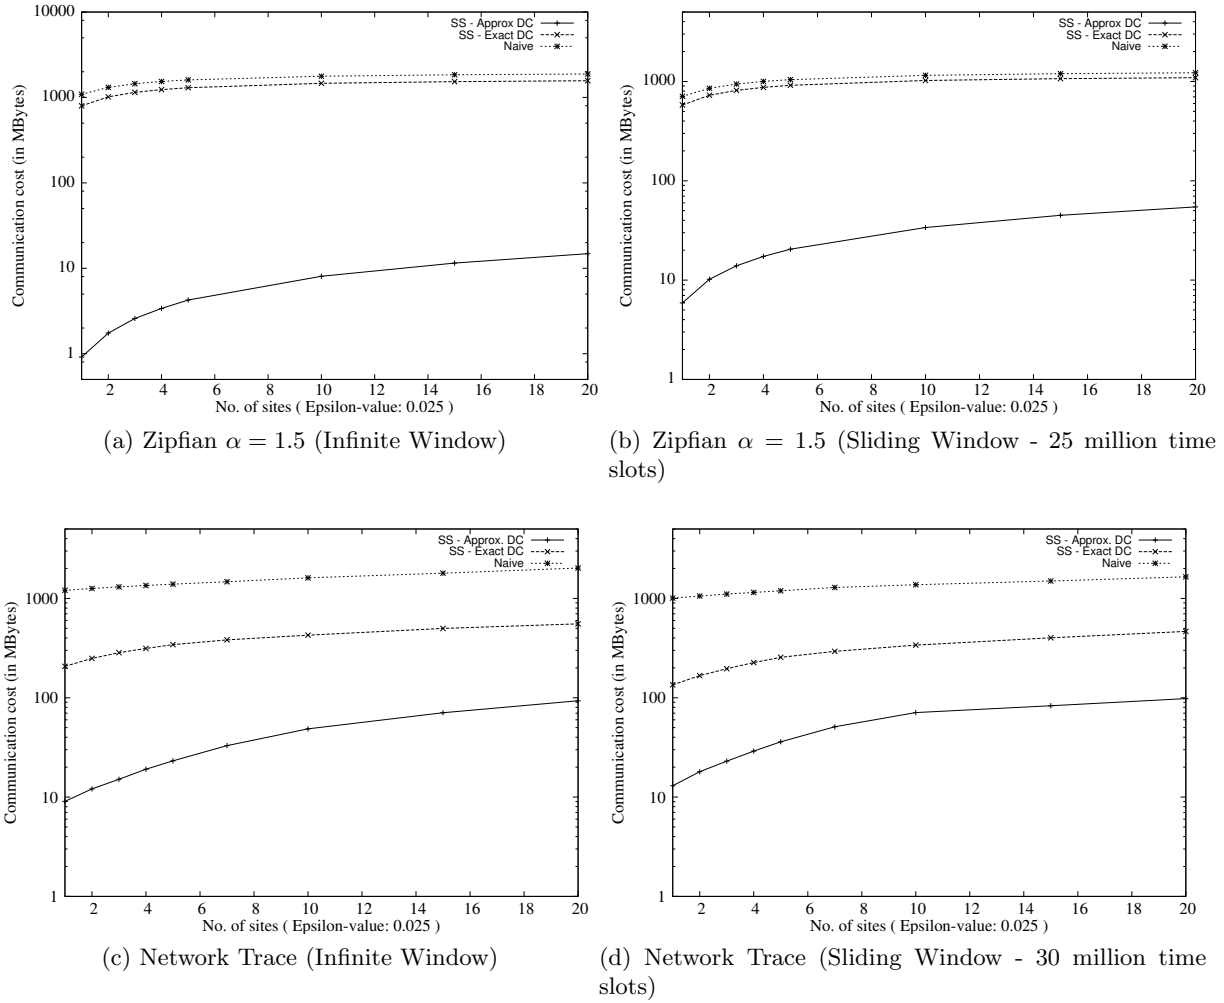 10000
1000
100
10
1
Communication cost (in MBytes)
2 4 6 8 10 12 14 16 18 20
No. of sites ( Epsilon-value: 0.025 )
SS - Approx DC
SS - Exact DC
Naive
(a) Zipfian α = 1.5 (Infinite Window)
1000
100
10
1
Communication cost (in MBytes)
2 4 6 8 10 12 14 16 18 20
No. of sites ( Epsilon-value: 0.025 )
SS - Approx DC
SS - Exact DC
Naive
(b) Zipfian α = 1.5 (Sliding Window - 25 million time
slots)
1000
100
10
1
Communication cost (in MBytes)
2 4 6 8 10 12 14 16 18 20
No. of sites ( Epsilon-value: 0.025 )
SS - Approx. DC
SS - Exact DC
Naive
(c) Network Trace (Infinite Window)
1000
100
10
1
Communication cost (in MBytes)
2 4 6 8 10 12 14 16 18 20
No. of sites ( Epsilon-value: 0.025 )
SS - Approx. DC
SS - Exact DC
Naive
(d) Network Trace (Sliding Window - 30 million time
slots)